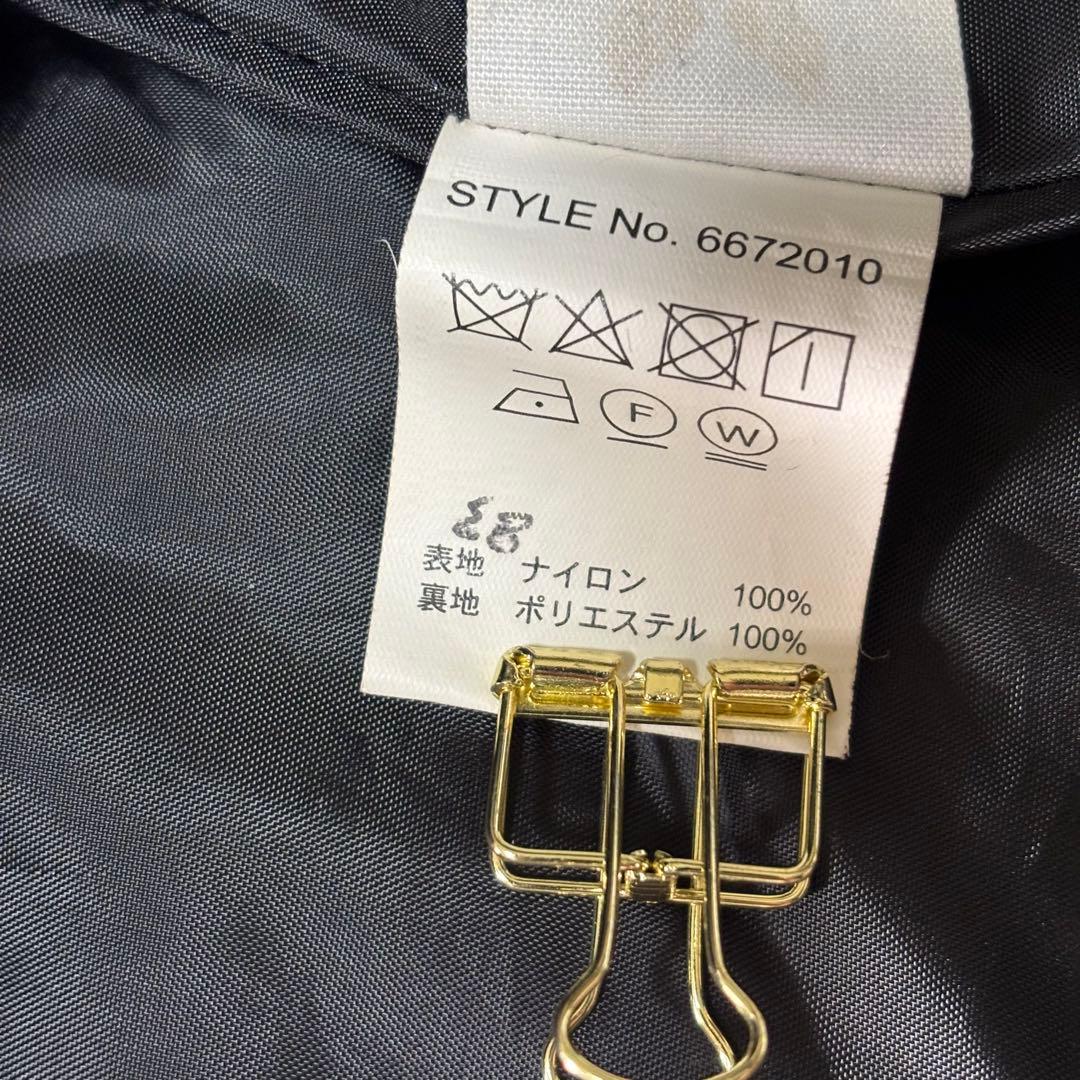 STYLE No. 6672010
F W
表地 ナイロン 100%
裏地 ポリエステル 100%